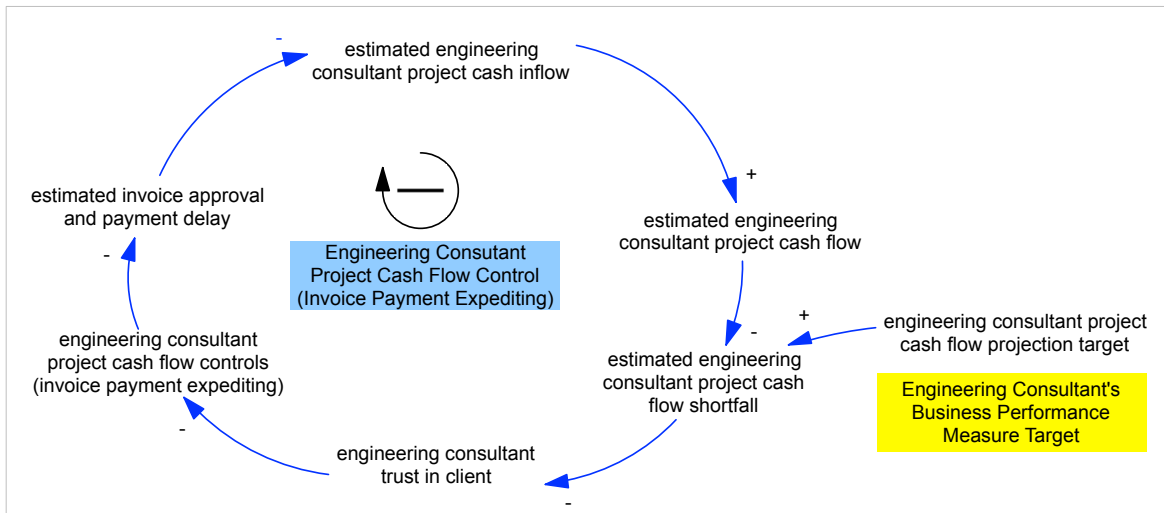 -
estimated engineering
consultant project cash inflow
+
estimated engineering
consultant project cash flow
estimated invoice approval
and payment delay
-
Engineering Consutant
Project Cash Flow Control
(Invoice Payment Expediting)
engineering consultant
project cash flow controls
(invoice payment expediting)
-
+
engineering consultant project
cash flow projection target
-
estimated engineering
consultant project cash
flow shortfall
Engineering Consultant's
Business Performance
Measure Target
engineering consultant
trust in client
-